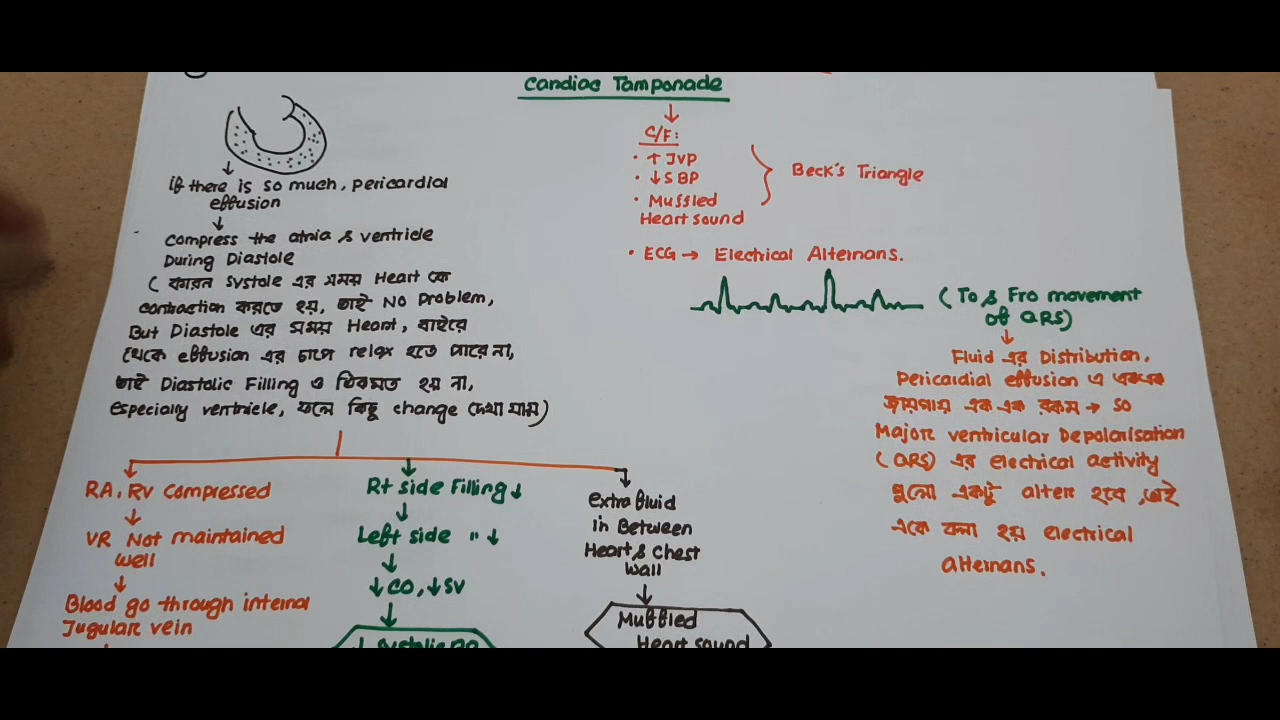 Cardiac Tamponade
if there is so much, pericardial
effusion
compress the atria & ventricle
During Diastole
( কারন systole এর সময় Heart কে
contraction করতে হয়, তাই NO Problem,
But Diastole এর সময় Heart, বাইরে
থেকে effusion এর চাপে relax হতে পারে না,
তাই Diastolic Filling ও ঠিকমত হয় না,
especially ventricle, ফলে কিছু change দেখা যায়)
C/F:
• ↑ JVP
• ↓ SBP
• Muffled
Heart sound
Beck's Triangle
• ECG → Electrical Alternans.
( To & Fro movement
of QRS)
Fluid এর Distribution,
Pericardial effusion এ একএক
জায়গায় এক এক রকম → so
Major ventricular Depolarisation
(QRS) এর electrical activity
গুলো একটু alter হবে, তাই
একে বলা হয় electrical
alternans.
RA, RV compressed
VR Not maintained
well
Blood go through internal
Jugular vein
Rt side Filling ↓
Left side " ↓
↓CO, ↓SV
↓ systolic BP
extra fluid
in Between
Heart & Chest
wall
Muffled
Heart sound